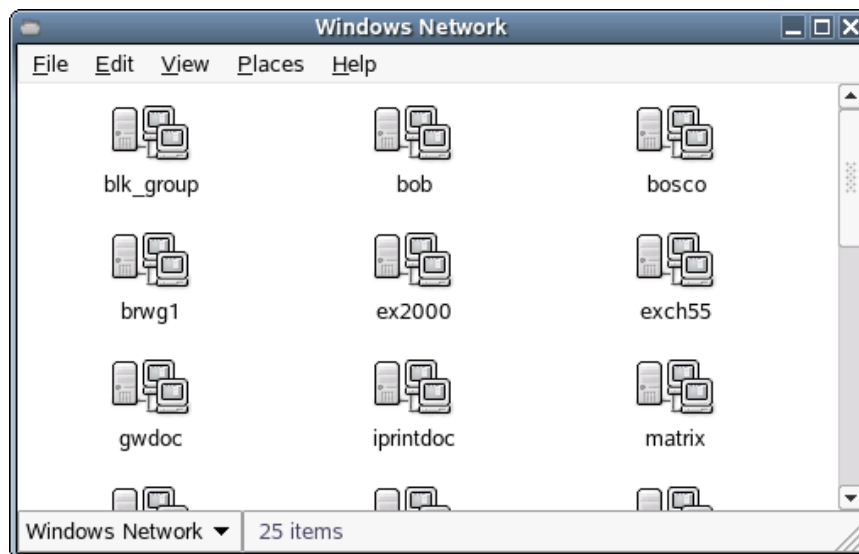 Windows Network
File Edit View Places Help
blk_group bob bosco
brwg1 ex2000 exch55
gwdoc iprintdoc matrix
Windows Network 25 items